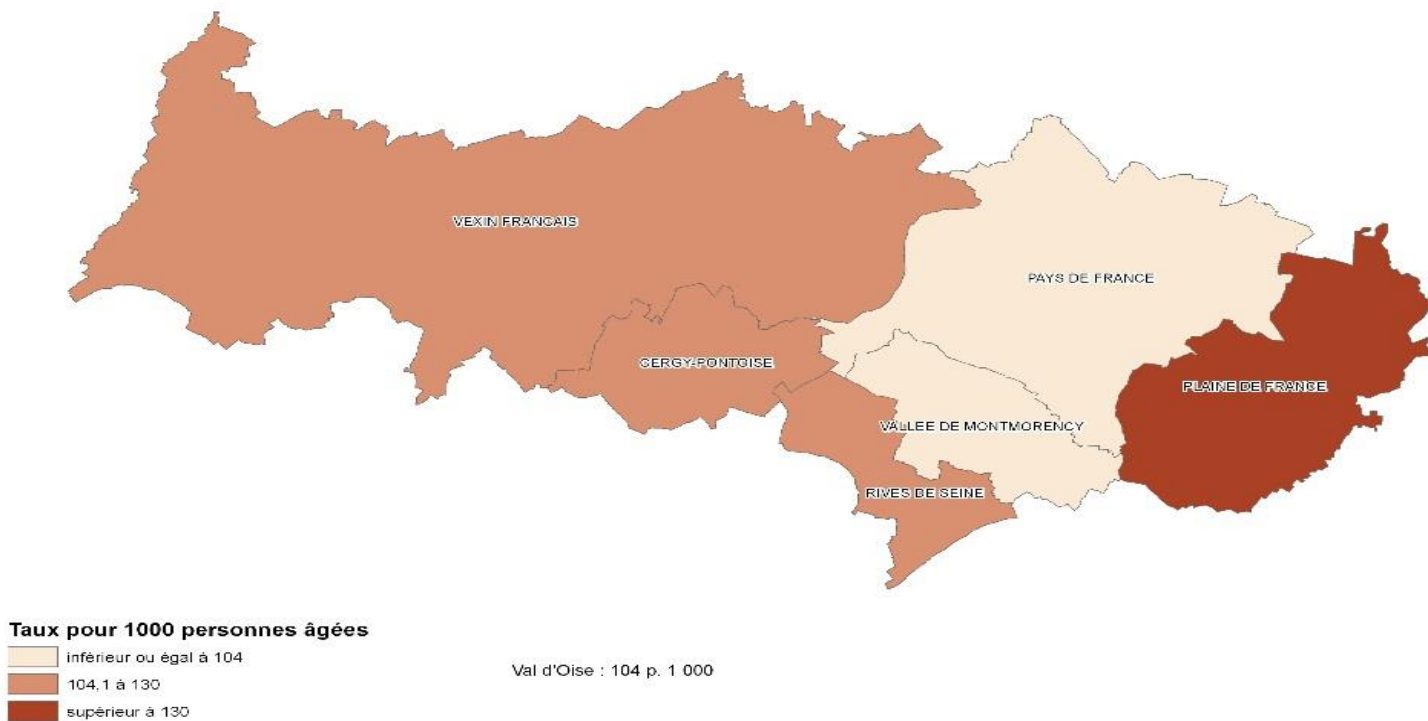 VEXIN FRANCAIS
PAYS DE FRANCE
CERGY-PONTOISE
PLAINE DE FRANCE
VALLEE DE MONTMORENCY
RIVES DE SEINE
Taux pour 1000 personnes âgées
inférieur ou égal à 104
Val d'Oise : 104 p. 1 000
104,1 à 130
supérieur à 130